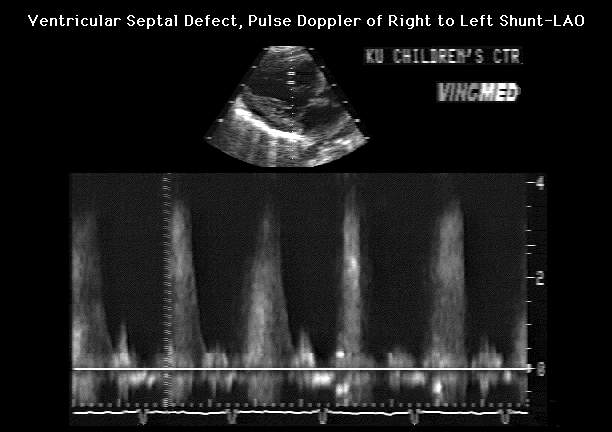 Ventricular Septal Defect, Pulse Doppler of Right to Left Shunt-LAO
KU CHILDREN'S CTR
VINGMED
4
2
0